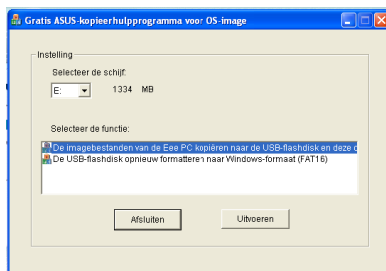 Gratis ASUS-kopieerhulpprogramma voor OS-image
Instelling
Selecteer de schijf:
E: 1334 MB
Selecteer de functie:
De imagebestanden van de Eee PC kopiëren naar de USB-flashdisk en deze
De USB-flashdisk opnieuw formatteren naar Windows-formaat (FAT16)
Afsluiten Uitvoeren